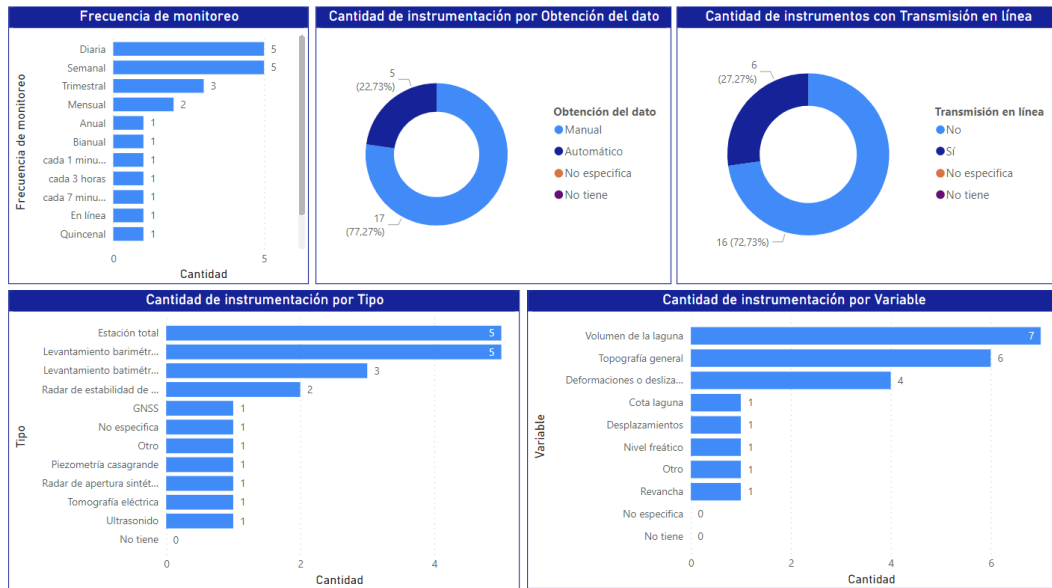 Frecuencia de monitoreo
Frecuencia de monitoreo
Diaria 5
Semanal 5
Trimestral 3
Mensual 2
Anual 1
Bianual 1
cada 1 minu... 1
cada 3 horas 1
cada 7 minu... 1
En línea 1
Quincenal 1
0 5
Cantidad
Cantidad de instrumentación por Obtención del dato
5
(22,73%)
17
(77,27%)
Obtención del dato
Manual
Automático
No especifica
No tiene
Cantidad de instrumentos con Transmisión en línea
6
(27,27%)
16 (72,73%)
Transmisión en línea
No
Sí
No especifica
No tiene
Cantidad de instrumentación por Tipo
Tipo
Estación total 5
Levantamiento barimétr... 5
Levantamiento batimétr... 3
Radar de estabilidad de ... 2
GNSS 1
No especifica 1
Otro 1
Piezometría casagrande 1
Radar de apertura sintét... 1
Tomografía eléctrica 1
Ultrasonido 1
No tiene 0
0 2 4
Cantidad
Cantidad de instrumentación por Variable
Variable
Volumen de la laguna 7
Topografía general 6
Deformaciones o desliza... 4
Cota laguna 1
Desplazamientos 1
Nivel freático 1
Otro 1
Revancha 1
No especifica 0
No tiene 0
0 2 4 6
Cantidad